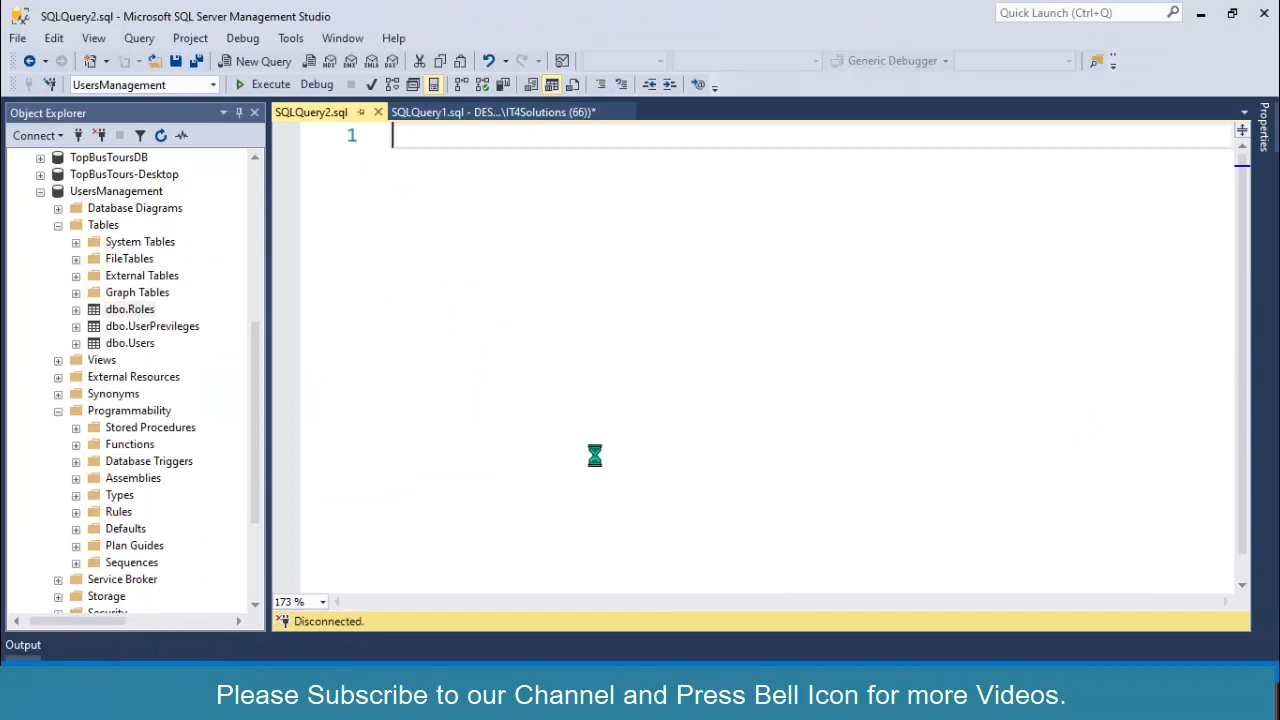 SQLQuery2.sql - Microsoft SQL Server Management Studio
Quick Launch (Ctrl+Q)
File Edit View Query Project Debug Tools Window Help
New Query
Generic Debugger
UsersManagement
Execute
Debug
Object Explorer
SQLQuery2.sql
SQLQuery1.sql - DES...\IT4Solutions (66))*
Properties
Connect
1
TopBusToursDB
TopBusTours-Desktop
UsersManagement
Database Diagrams
Tables
System Tables
FileTables
External Tables
Graph Tables
dbo.Roles
dbo.UserPrevileges
dbo.Users
Views
External Resources
Synonyms
Programmability
Stored Procedures
Functions
Database Triggers
Assemblies
Types
Rules
Defaults
Plan Guides
Sequences
Service Broker
Storage
Security
173 %
Disconnected.
Output
Please Subscribe to our Channel and Press Bell Icon for more Videos.